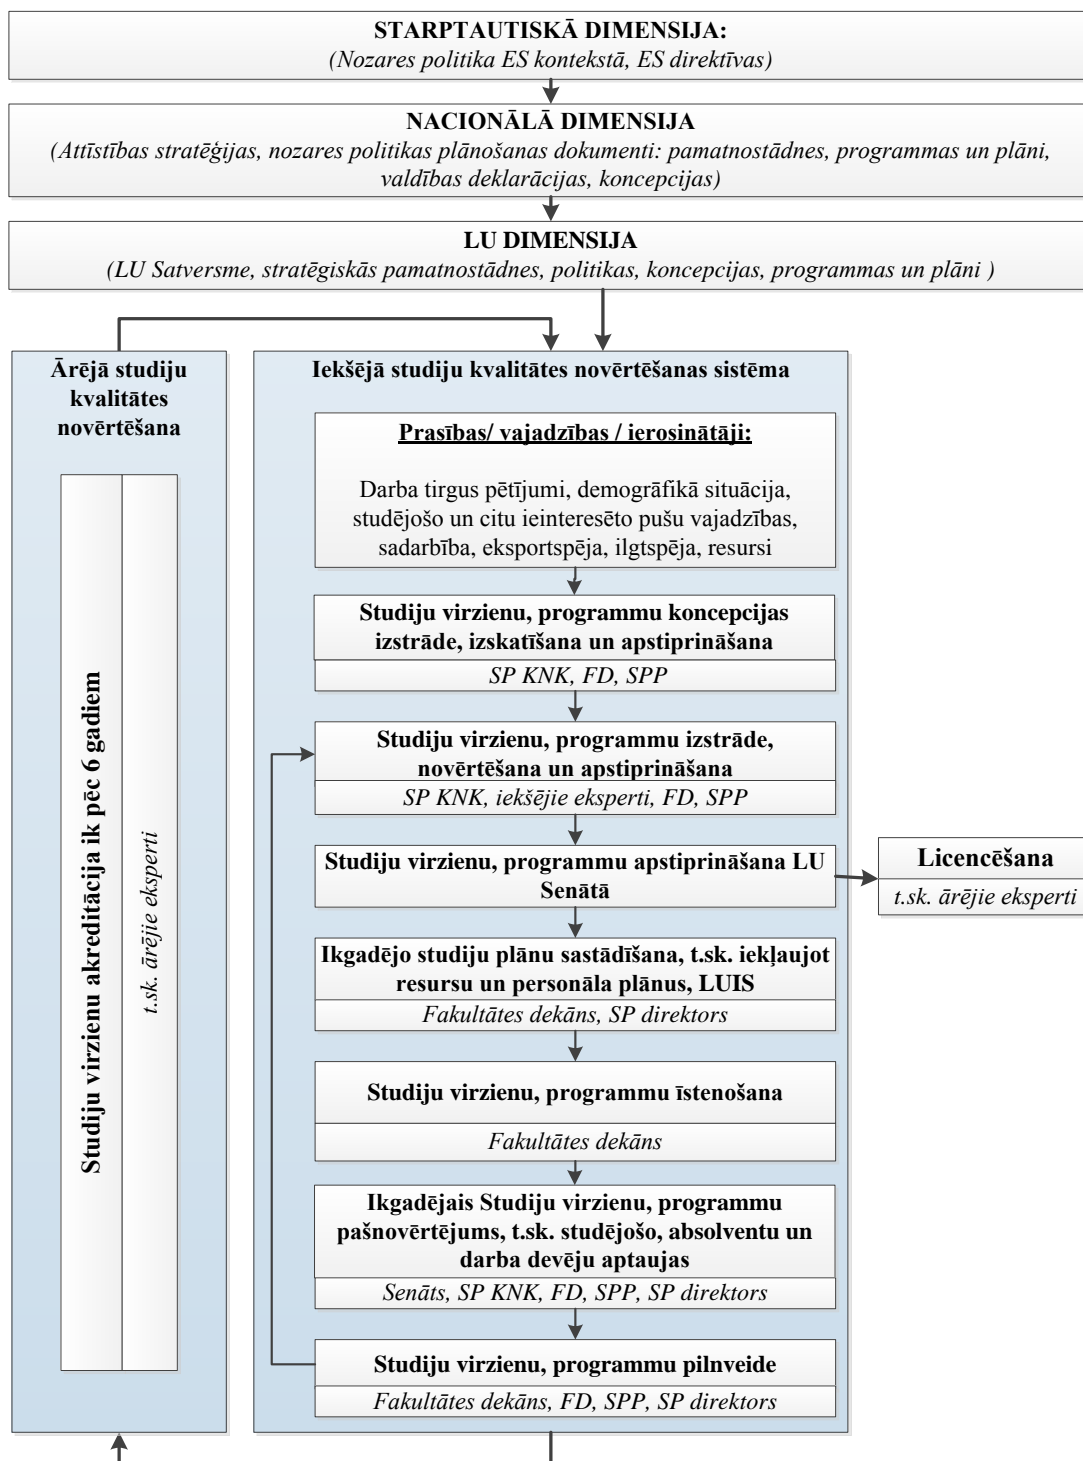 STARPTAUTISKĀ DIMENSIJA:
(Nozares politika ES kontekstā, ES direktīvas)
NACIONĀLĀ DIMENSIJA
(Attīstības stratēģijas, nozares politikas plānošanas dokumenti: pamatnostādnes, programmas un plāni,
valdības deklarācijas, koncepcijas)
LU DIMENSIJA
(LU Satversme, stratēģiskās pamatnostādnes, politikas, koncepcijas, programmas un plāni )
Ārējā studiju
kvalitātes
novērtēšana
Studiju virzienu akreditācija ik pēc 6 gadiem
t.sk. ārējie eksperti
Iekšējā studiju kvalitātes novērtēšanas sistēma
Prasības/ vajadzības / ierosinātāji:
Darba tirgus pētījumi, demogrāfikā situācija,
studējošo un citu ieinteresēto pušu vajadzības,
sadarbība, eksportspēja, ilgtspēja, resursi
Studiju virzienu, programmu koncepcijas
izstrāde, izskatīšana un apstiprināšana
SP KNK, FD, SPP
Studiju virzienu, programmu izstrāde,
novērtēšana un apstiprināšana
SP KNK, iekšējie eksperti, FD, SPP
Studiju virzienu, programmu apstiprināšana LU
Senātā
Licencēšana
t.sk. ārējie eksperti
Ikgadējo studiju plānu sastādīšana, t.sk. iekļaujot
resursu un personāla plānus, LUIS
Fakultātes dekāns, SP direktors
Studiju virzienu, programmu īstenošana
Fakultātes dekāns
Ikgadējais Studiju virzienu, programmu
pašnovērtējums, t.sk. studējošo, absolventu un
darba devēju aptaujas
Senāts, SP KNK, FD, SPP, SP direktors
Studiju virzienu, programmu pilnveide
Fakultātes dekāns, FD, SPP, SP direktors